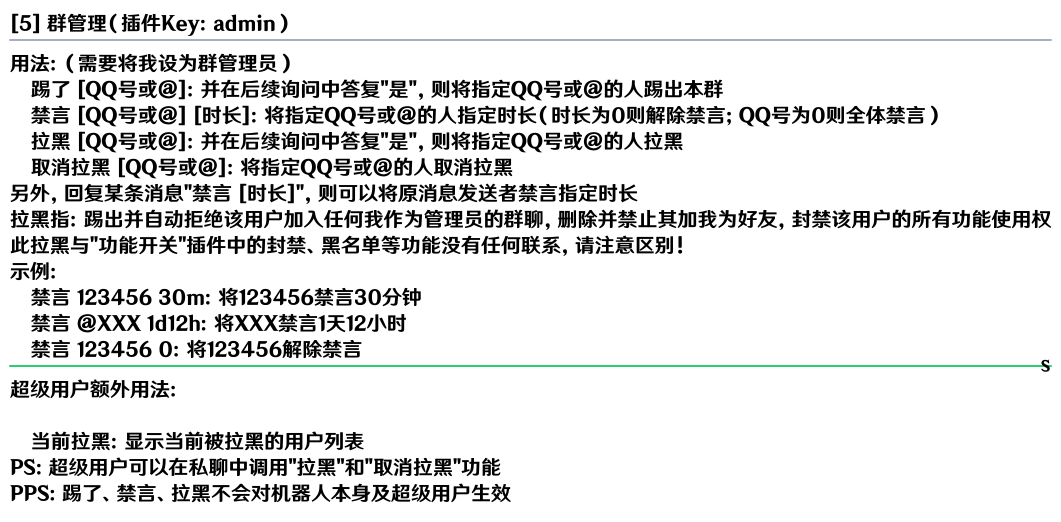 [5] 群管理(插件Key: admin)
用法: (需要将我设为群管理员)
踢了 [QQ号或@]: 并在后续询问中答复"是", 则将指定QQ号或@的人踢出本群
禁言 [QQ号或@] [时长]: 将指定QQ号或@的人指定时长(时长为0则解除禁言; QQ号为0则全体禁言)
拉黑 [QQ号或@]: 并在后续询问中答复"是", 则将指定QQ号或@的人拉黑
取消拉黑 [QQ号或@]: 将指定QQ号或@的人取消拉黑
另外, 回复某条消息"禁言 [时长]", 则可以将原消息发送者禁言指定时长
拉黑指: 踢出并自动拒绝该用户加入任何我作为管理员的群聊, 删除并禁止其加我为好友, 封禁该用户的所有功能使用权
此拉黑与"功能开关"插件中的封禁、黑名单等功能没有任何联系, 请注意区别!
示例:
禁言 123456 30m: 将123456禁言30分钟
禁言 @XXX 1d12h: 将XXX禁言1天12小时
禁言 123456 0: 将123456解除禁言
S
超级用户额外用法:
当前拉黑: 显示当前被拉黑的用户列表
PS: 超级用户可以在私聊中调用"拉黑"和"取消拉黑"功能
PPS: 踢了、禁言、拉黑不会对机器人本身及超级用户生效